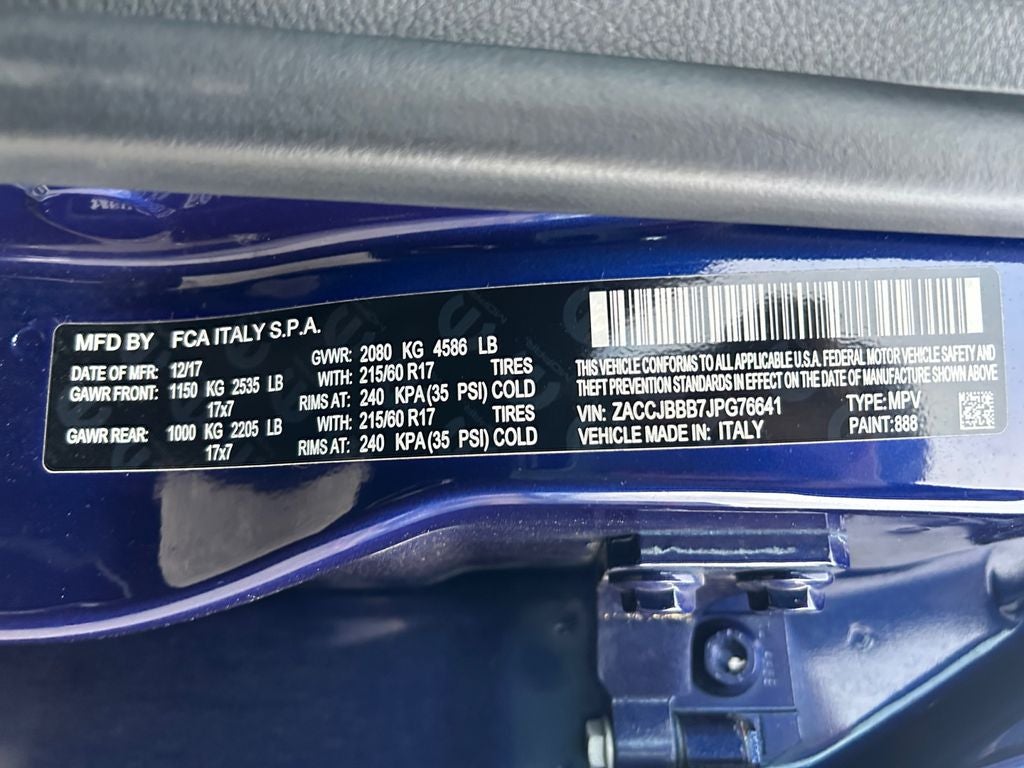 MFD BY FCA ITALY S.P.A.
DATE OF MFR: 12/17 GVWR: 2080 KG 4586 LB
GAWR FRONT: 1150 KG 2535 LB WITH: 215/60 R17 TIRES
17x7 RIMS AT: 240 KPA(35 PSI) COLD
GAWR REAR: 1000 KG 2205 LB WITH: 215/60 R17 TIRES
17x7 RIMS AT: 240 KPA(35 PSI) COLD
THIS VEHICLE CONFORMS TO ALL APPLICABLE U.S.A. FEDERAL MOTOR VEHICLE SAFETY AND
THEFT PREVENTION STANDARDS IN EFFECT ON THE DATE OF MANUFACTURE SHOWN ABOVE
VIN: ZACCJBBB7JPG76641 TYPE: MPV
VEHICLE MADE IN: ITALY PAINT: 888